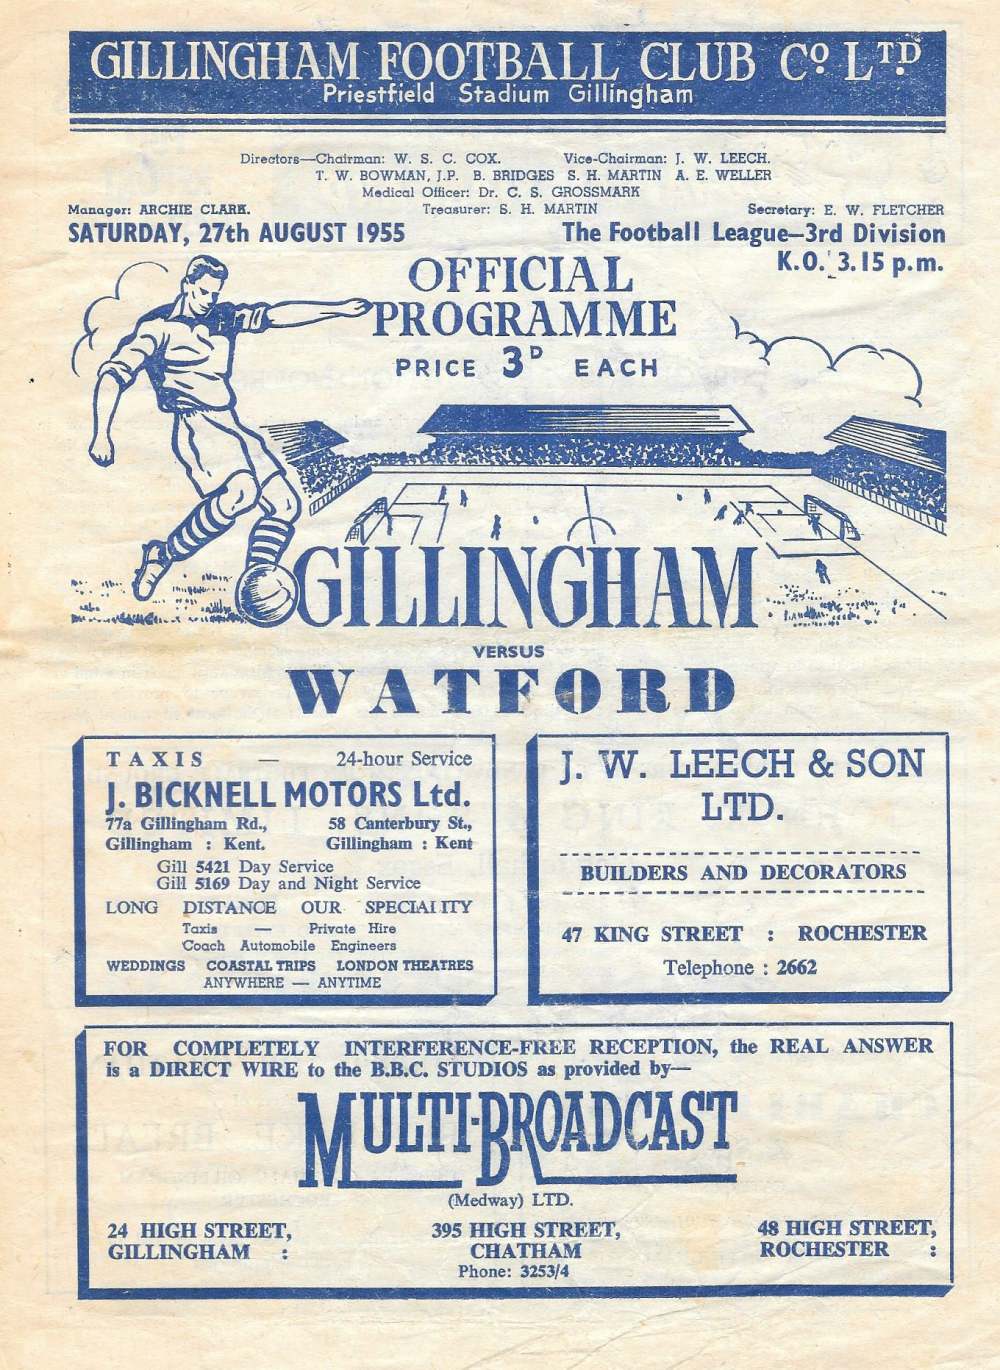 GILLINGHAM FOOTBALL CLUB Co LTD.
Priestfield Stadium Gillingham
Directors—Chairman: W. S. C. COX. Vice-Chairman: J. W. LEECH.
T. W. BOWMAN, J.P. B. BRIDGES S. H. MARTIN A. E. WELLER
Medical Officer: Dr. C. S. GROSSMARK
Manager: ARCHIE CLARK. Treasurer: S. H. MARTIN Secretary: E. W. FLETCHER
SATURDAY, 27th AUGUST 1955 The Football League—3rd Division
K.O. 3.15 p.m.
OFFICIAL
PROGRAMME
PRICE 3D EACH
GILLINGHAM
VERSUS
WATFORD
TAXIS — 24-hour Service
J. BICKNELL MOTORS Ltd.
77a Gillingham Rd., 58 Canterbury St.,
Gillingham : Kent. Gillingham : Kent
Gill 5421 Day Service
Gill 5169 Day and Night Service
LONG DISTANCE OUR SPECIALITY
Taxis — Private Hire
Coach Automobile Engineers
WEDDINGS COASTAL TRIPS LONDON THEATRES
ANYWHERE — ANYTIME
J. W. LEECH & SON
LTD.
BUILDERS AND DECORATORS
47 KING STREET : ROCHESTER
Telephone : 2662
FOR COMPLETELY INTERFERENCE-FREE RECEPTION, the REAL ANSWER
is a DIRECT WIRE to the B.B.C. STUDIOS as provided by—
MULTI-BROADCAST
(Medway) LTD.
24 HIGH STREET, 395 HIGH STREET, 48 HIGH STREET,
GILLINGHAM : CHATHAM ROCHESTER :
Phone: 3253/4